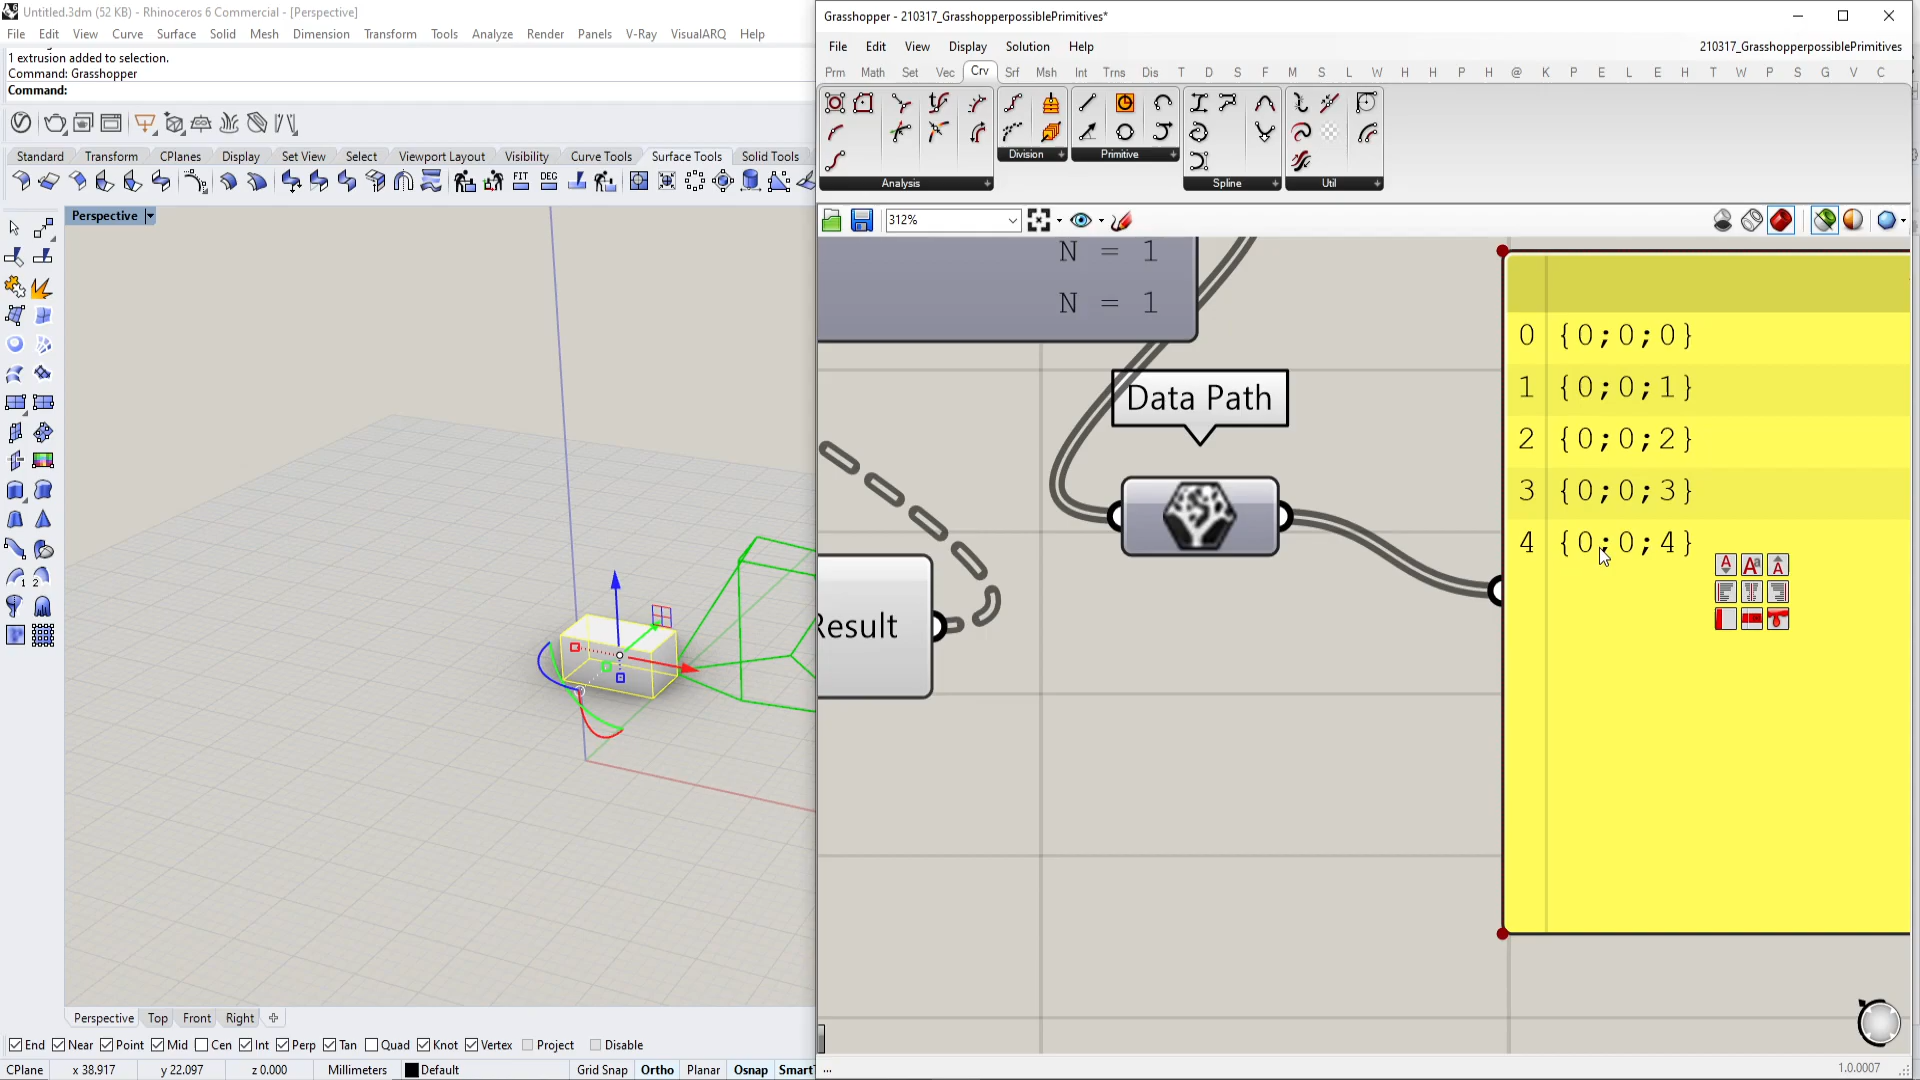 Untitled.3dm (52 KB) - Rhinoceros 6 Commercial - [Perspective]
File Edit View Curve Surface Solid Mesh Dimension Transform Tools Analyze Render Panels V-Ray VisualARQ Help
1 extrusion added to selection.
Command: Grasshopper
Command:
Standard Transform CPlanes Display Set View Select Viewport Layout Visibility Curve Tools Surface Tools Solid Tools
FIT DEG
Perspective
1 2
Perspective Top Front Right
End Near Point Mid Cen Int Perp Tan Quad Knot Vertex Project Disable
CPlane x 38.917 y 22.097 z 0.000 Millimeters Default Grid Snap Ortho Planar Osnap Smart
Grasshopper - 210317_GrasshopperpossiblePrimitives*
File Edit View Display Solution Help 210317_GrasshopperpossiblePrimitives
Prm Math Set Vec Crv Srf Msh Int Trns Dis T D S F M S L W H H P H @ K P E L E H T W P S G V C
Analysis Division Primitive Spline Util
312%
N = 1
N = 1
Data Path
Result
0 {0;0;0}
1 {0;0;1}
2 {0;0;2}
3 {0;0;3}
4 {0;0;4}
...
1.0.0007